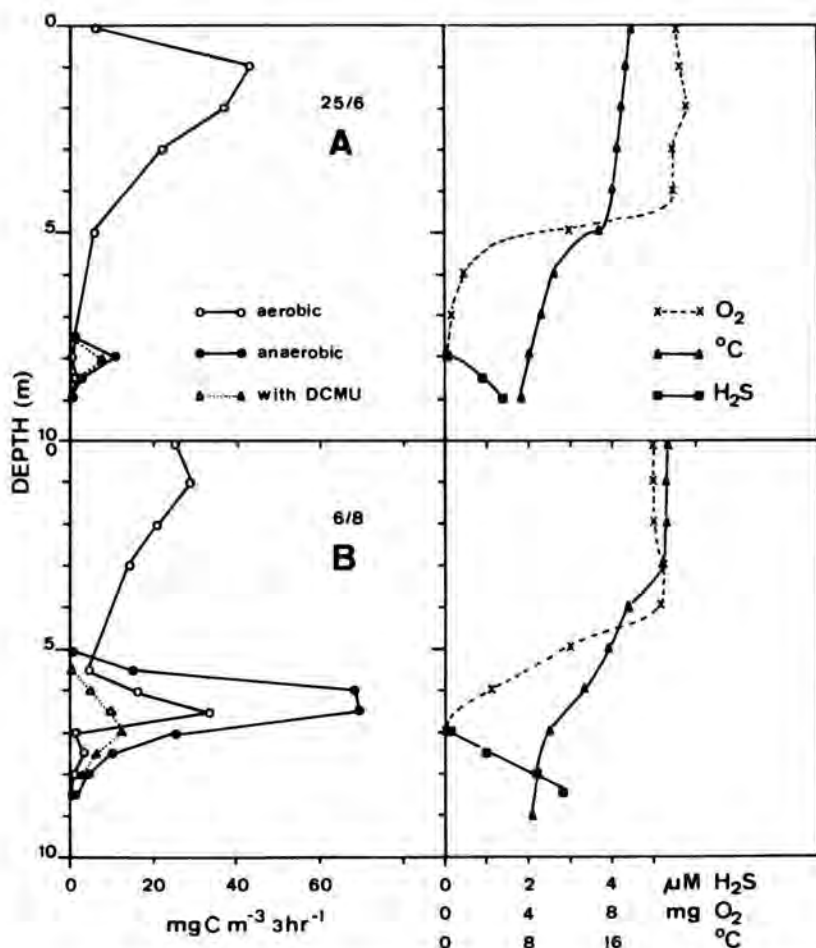 0
25/6
A
5
aerobic
anaerobic
with DCMU
O₂
°C
H₂S
DEPTH (m)
10
0
6/8
B
5
10
0 20 40 60
mg C m⁻³ 3hr⁻¹
0 2 4 μM H₂S
0 4 8 mg O₂
0 8 16 °C